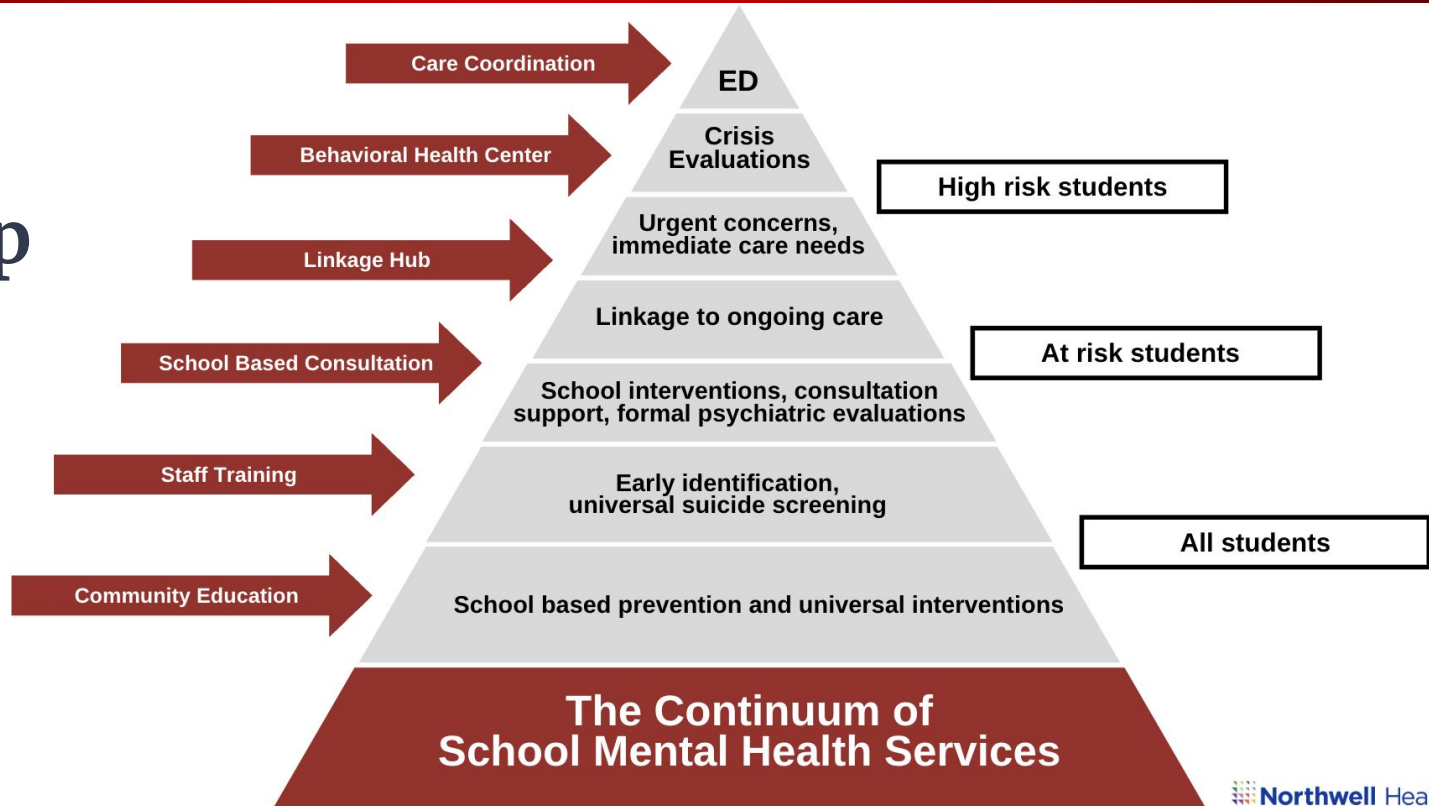 Care Coordination
ED
Behavioral Health Center
Crisis
Evaluations
High risk students
p
Linkage Hub
Urgent concerns,
immediate care needs
Linkage to ongoing care
At risk students
School Based Consultation
School interventions, consultation
support, formal psychiatric evaluations
Staff Training
Early identification,
universal suicide screening
All students
Community Education
School based prevention and universal interventions
The Continuum of
School Mental Health Services
Northwell Hea